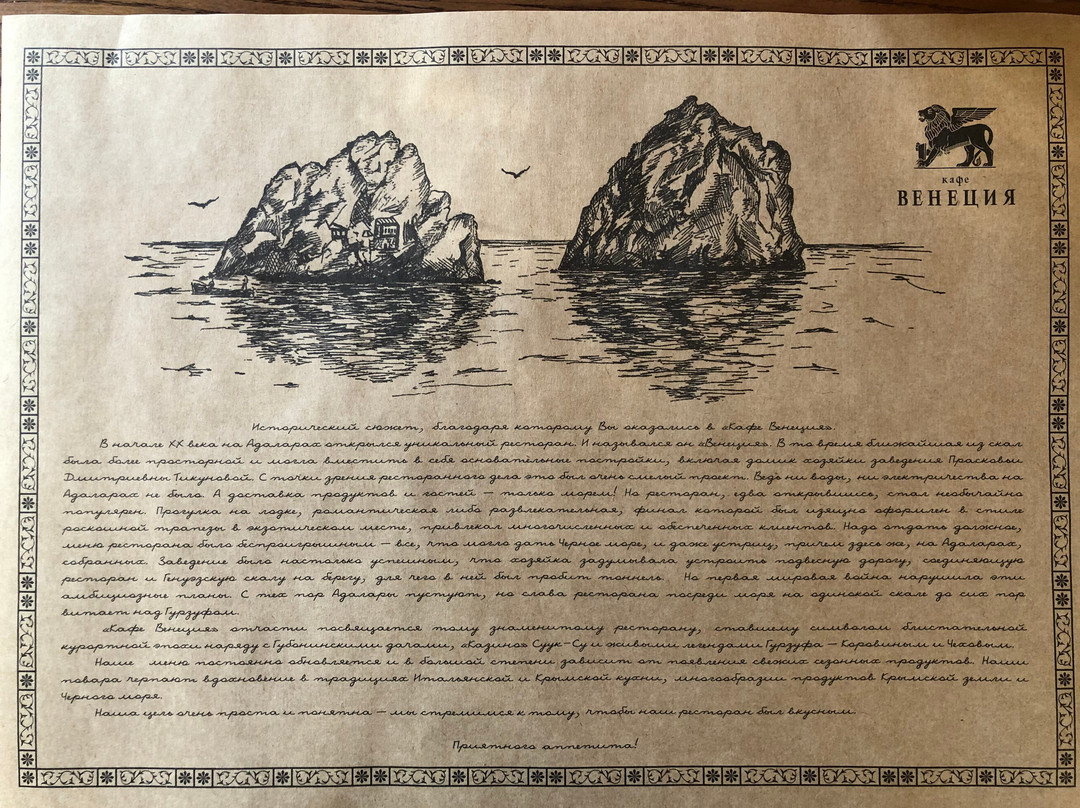 кафе
ВЕНЕЦИЯ
Исторический сюжет, благодаря которому Вы оказались в «Кафе Венеция».
В начале XX века на Адаларах открылся уникальный ресторан. И назывался он «Венеция». В то время ближайшая из скал
была более просторной и могла вместить в себя основательные постройки, включая домик хозяйки заведения Прасковьи
Дмитриевны Тикуновой. С точки зрения ресторанного дела это был очень смелый проект. Ведь ни воды, ни электричества на
Адаларах не было. А доставка продуктов и гостей — только морем! Но ресторан, едва открывшись, стал необычайно
популярен. Прогулка на лодке, романтическая либо развлекательная, финал которой был изящно оформлен в стиле
роскошной трапезы в экзотическом месте, привлекал многочисленных и обеспеченных клиентов. Надо отдать должное,
меню ресторана было беспроигрышным — все, что могло дать Черное море, и даже устриц, причем здесь же, на Адаларах,
собранных. Заведение было настолько успешным, что хозяйка задумывала устроить подвесную дорогу, соединяющую
ресторан и Генуэзскую скалу на берегу, для чего в ней был пробит тоннель. Но первая мировая война нарушила эти
амбициозные планы. С тех пор Адалары пустуют, но слава ресторана посреди моря на одинокой скале до сих пор
витает над Гурзуфом.
«Кафе Венеция» отчасти посвящается тому знаменитому ресторану, ставшему символом блистательной
курортной эпохи наряду с Губонинскими дачами, «Казино» Суук-Су и живыми легендами Гурзуфа — Коровиным и Чеховым.
Наше меню постоянно обновляется и в большой степени зависит от появления свежих сезонных продуктов. Наши
повара черпают вдохновение в традициях Итальянской и Крымской кухни, многообразии продуктов Крымской земли и
Черного моря.
Наша цель очень проста и понятна — мы стремимся к тому, чтобы наш ресторан был вкусным.
Приятного аппетита!